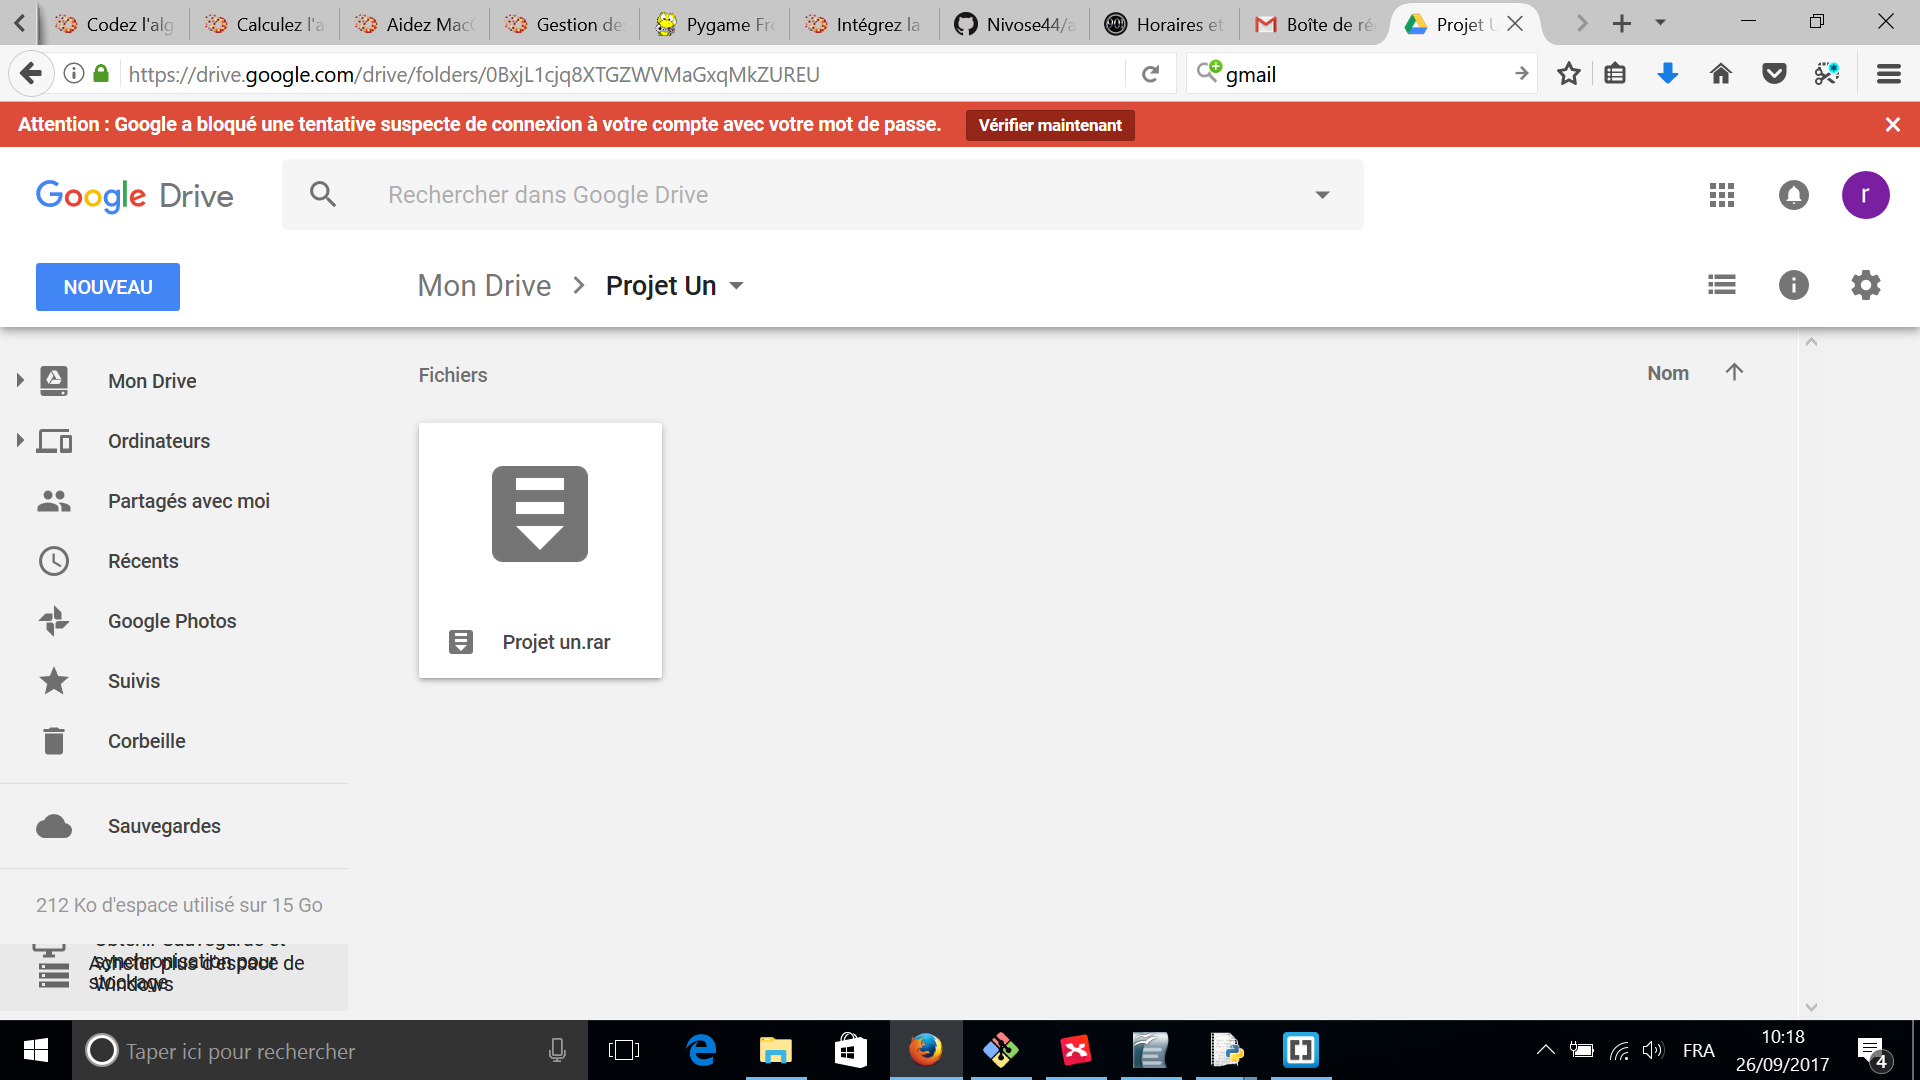 Codez l'alg
Calculez l'a
Aidez Mac
Gestion de
Pygame Fr
Intégrez la
Nivose44/a
Horaires et
Boîte de ré
Projet U
https://drive.google.com/drive/folders/0BxjL1cjq8XTGZWVMaGxqMkZUREU
gmail
Attention : Google a bloqué une tentative suspecte de connexion à votre compte avec votre mot de passe.
Vérifier maintenant
Google Drive
Rechercher dans Google Drive
r
NOUVEAU
Mon Drive
Projet Un
Mon Drive
Ordinateurs
Partagés avec moi
Récents
Google Photos
Suivis
Corbeille
Sauvegardes
212 Ko d'espace utilisé sur 15 Go
Obtenir Sauvegarde et
synchronisation pour
Windows
Acheter plus d'espace de
stockage
Fichiers
Nom
Projet un.rar
Taper ici pour rechercher
FRA
10:18
26/09/2017
4